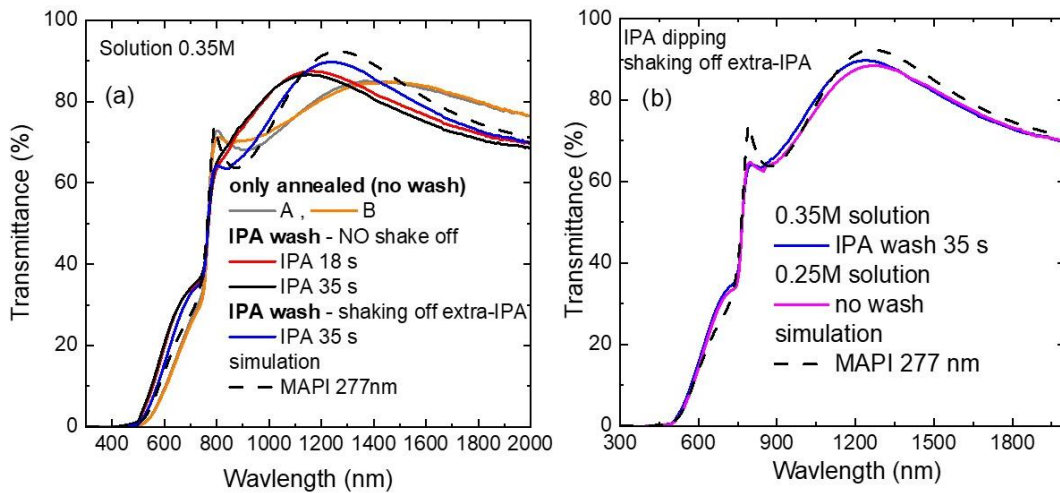 Solution 0.35M
(a)
only annealed (no wash)
A , B
IPA wash - NO shake off
IPA 18 s
IPA 35 s
IPA wash - shaking off extra-IPA
IPA 35 s
simulation
MAPI 277nm
Transmittance (%)
100
80
60
40
20
0
400 600 800 1000 1200 1400 1600 1800 2000
Wavlength (nm)
IPA dipping
shaking off extra-IPA
(b)
0.35M solution
IPA wash 35 s
0.25M solution
no wash
simulation
MAPI 277 nm
Transmittance (%)
100
80
60
40
20
0
300 600 900 1200 1500 1800
Wavlength (nm)